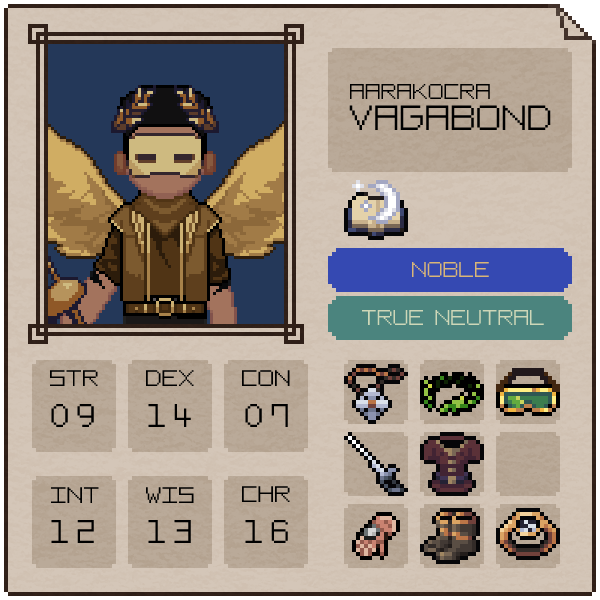 AARAKOCRA
VAGABOND
NOBLE
TRUE NEUTRAL
STR DEX CON
09 14 07
INT WIS CHR
12 13 16